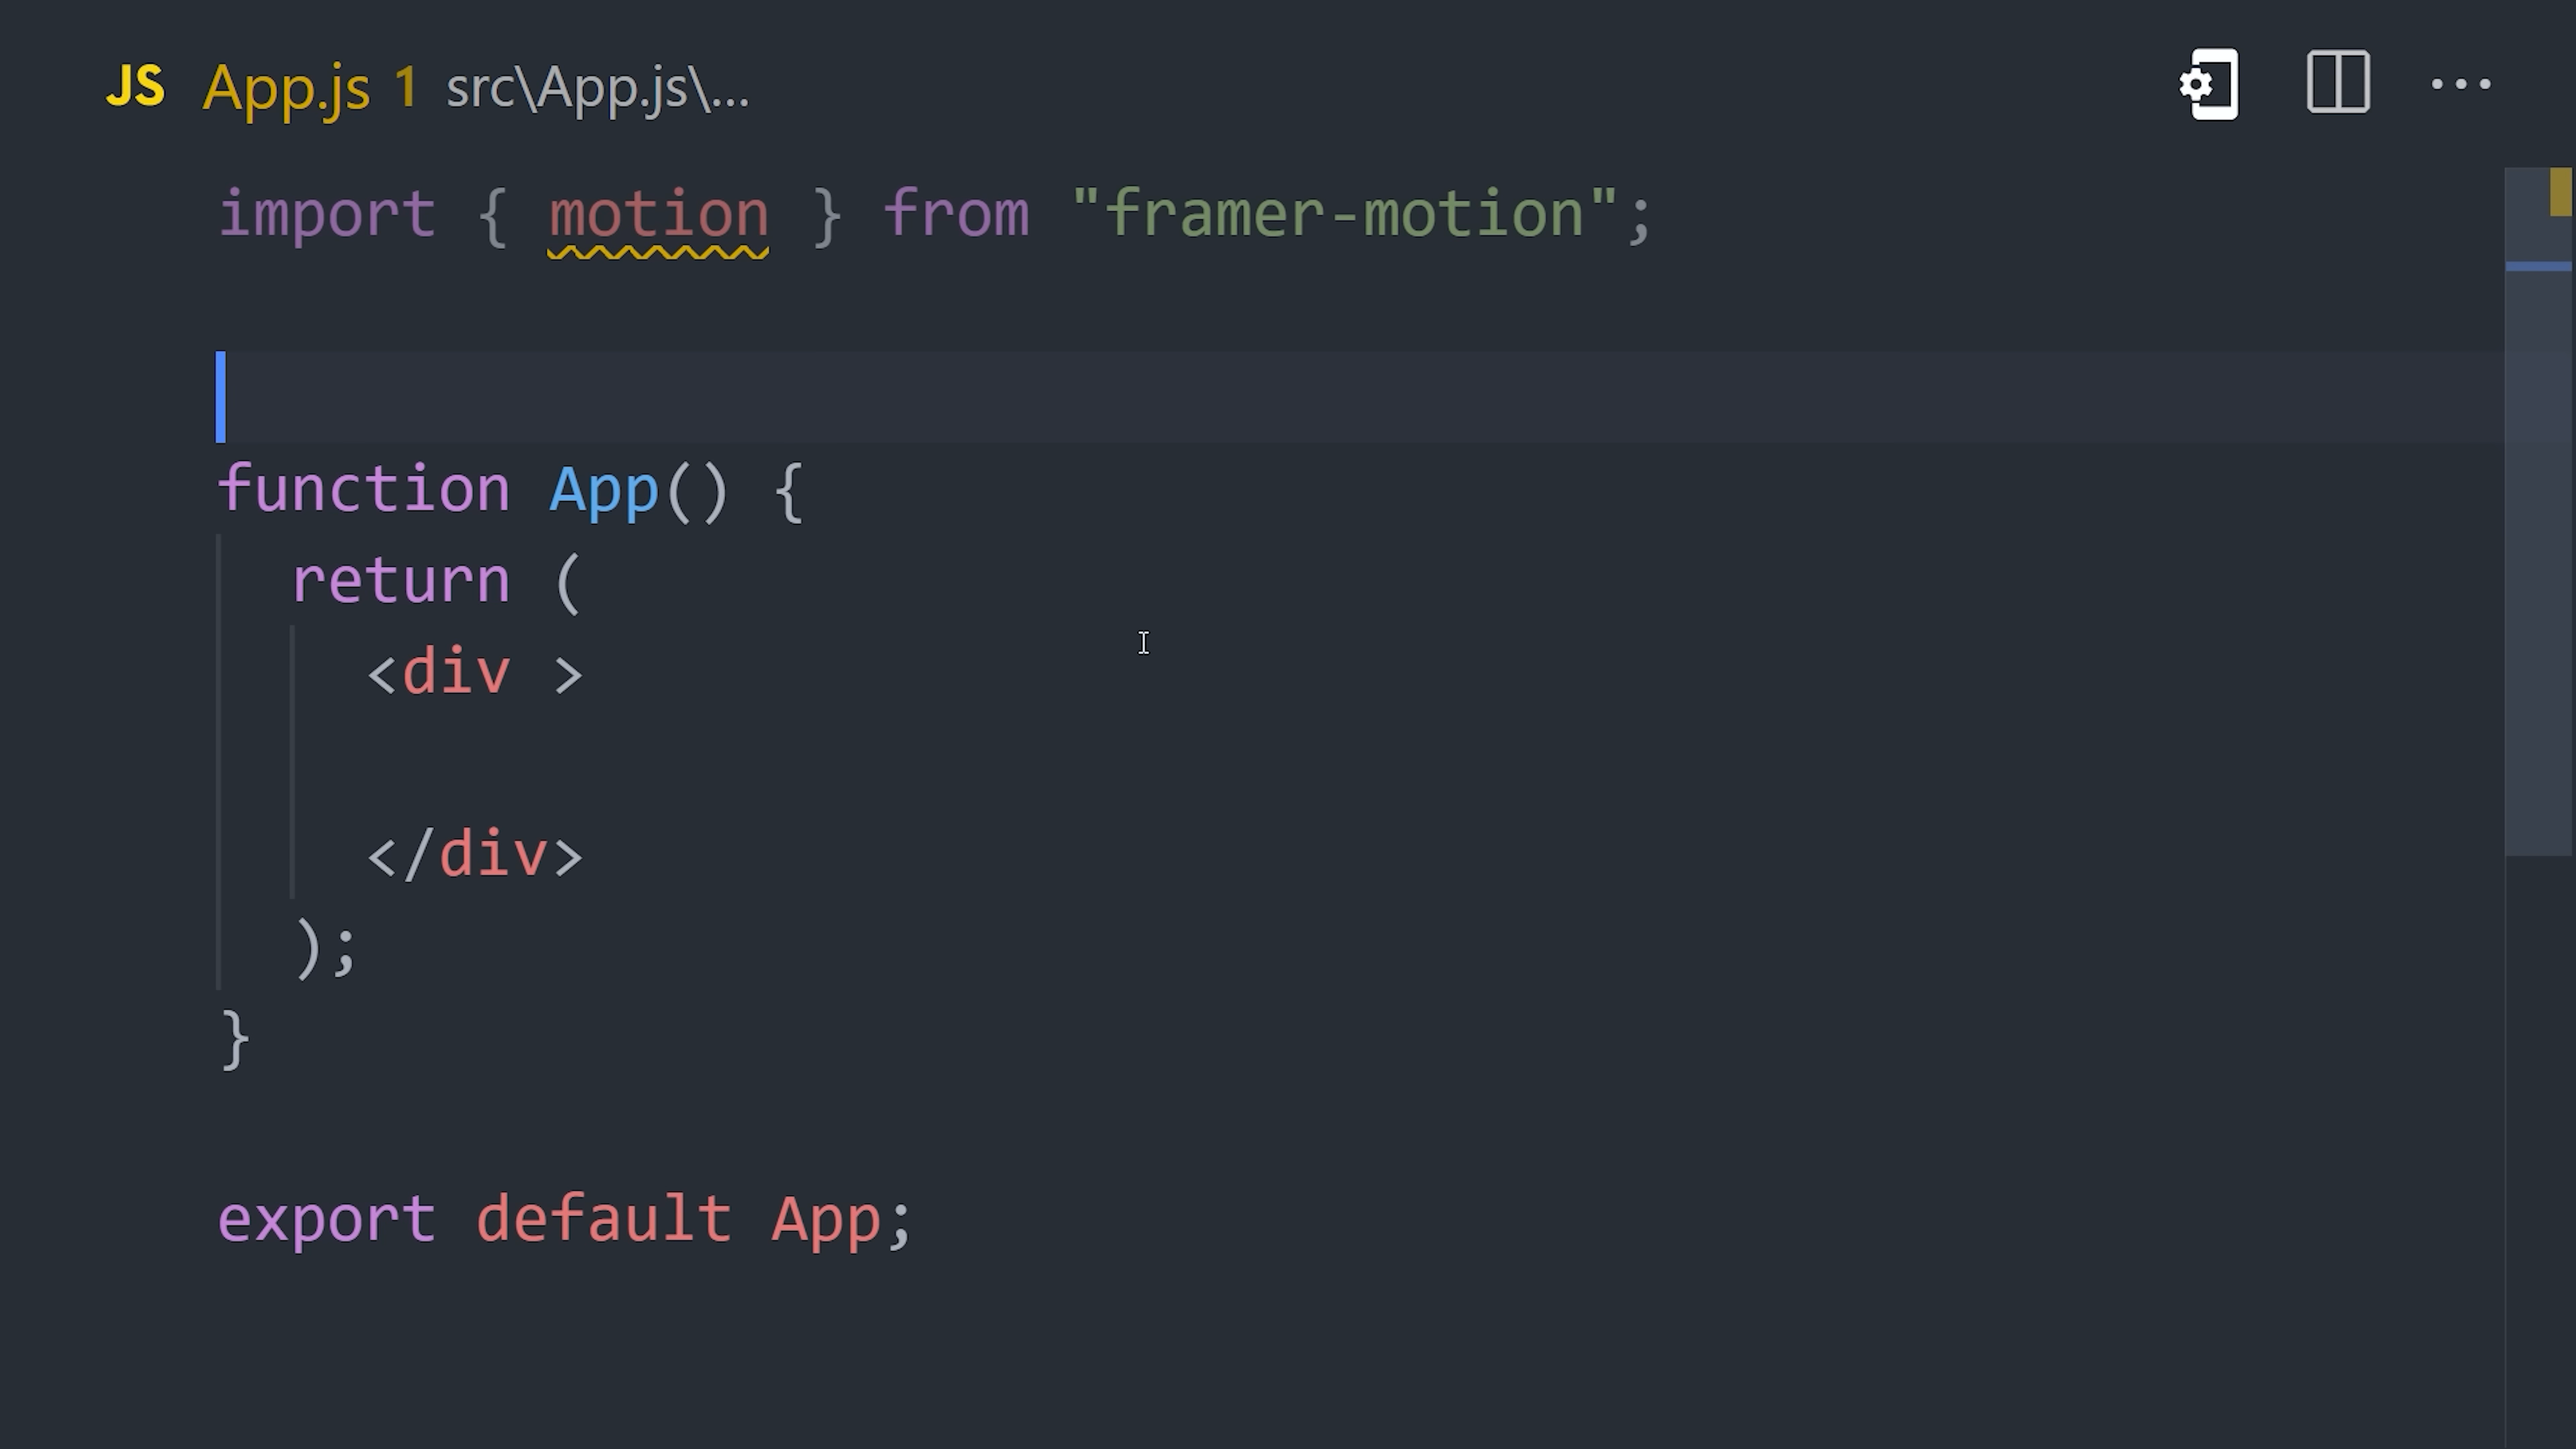 JS App.js 1 src\App.js\...
import { motion } from "framer-motion";
function App() {
return (
<div >
</div>
);
}
export default App;